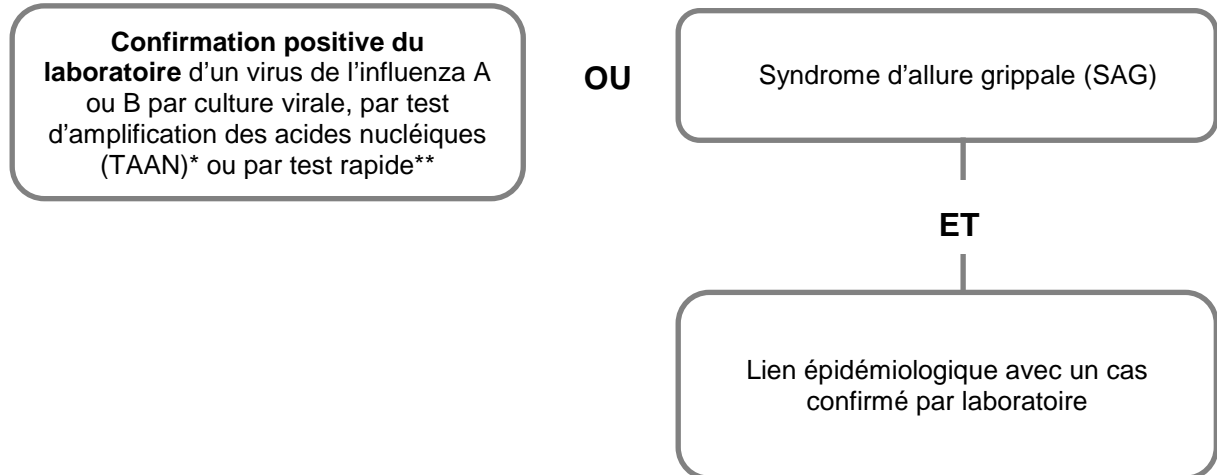 Confirmation positive du
laboratoire d’un virus de l’influenza A
ou B par culture virale, par test
d’amplification des acides nucléiques
(TAAN)* ou par test rapide**
OU
Syndrome d’allure grippale (SAG)
ET
Lien épidémiologique avec un cas
confirmé par laboratoire